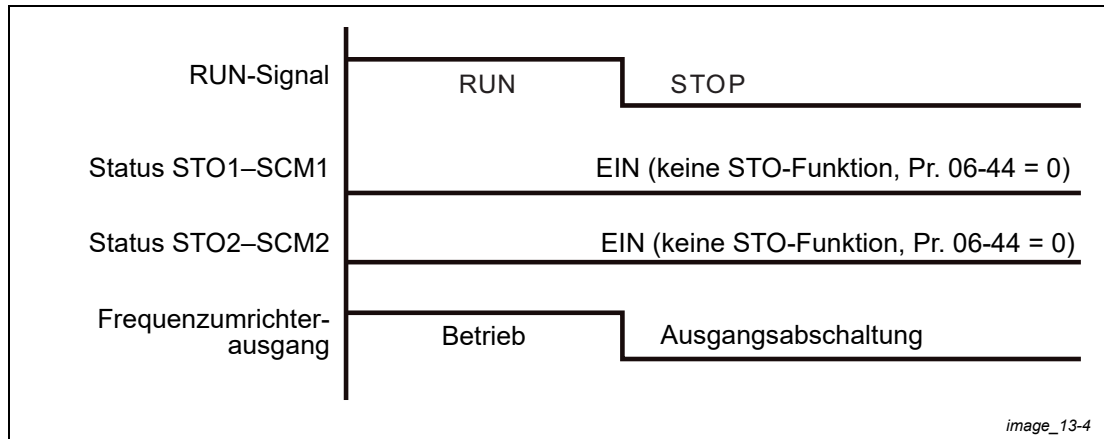 RUN-Signal
RUN
STOP
Status STO1–SCM1
EIN (keine STO-Funktion, Pr. 06-44 = 0)
Status STO2–SCM2
EIN (keine STO-Funktion, Pr. 06-44 = 0)
Frequenzumrichter-
ausgang
Betrieb
Ausgangsabschaltung
image_13-4